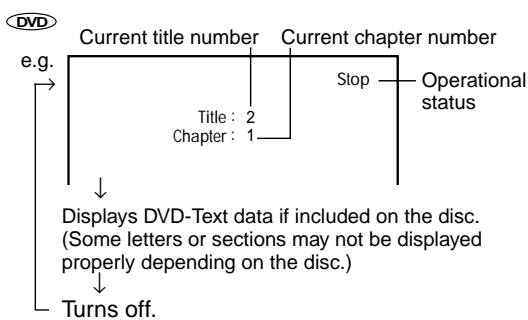 DVD
Current title number Current chapter number
e.g.
Stop
Operational
status
Title : 2
Chapter : 1
Displays DVD-Text data if included on the disc.
(Some letters or sections may not be displayed
properly depending on the disc.)
Turns off.